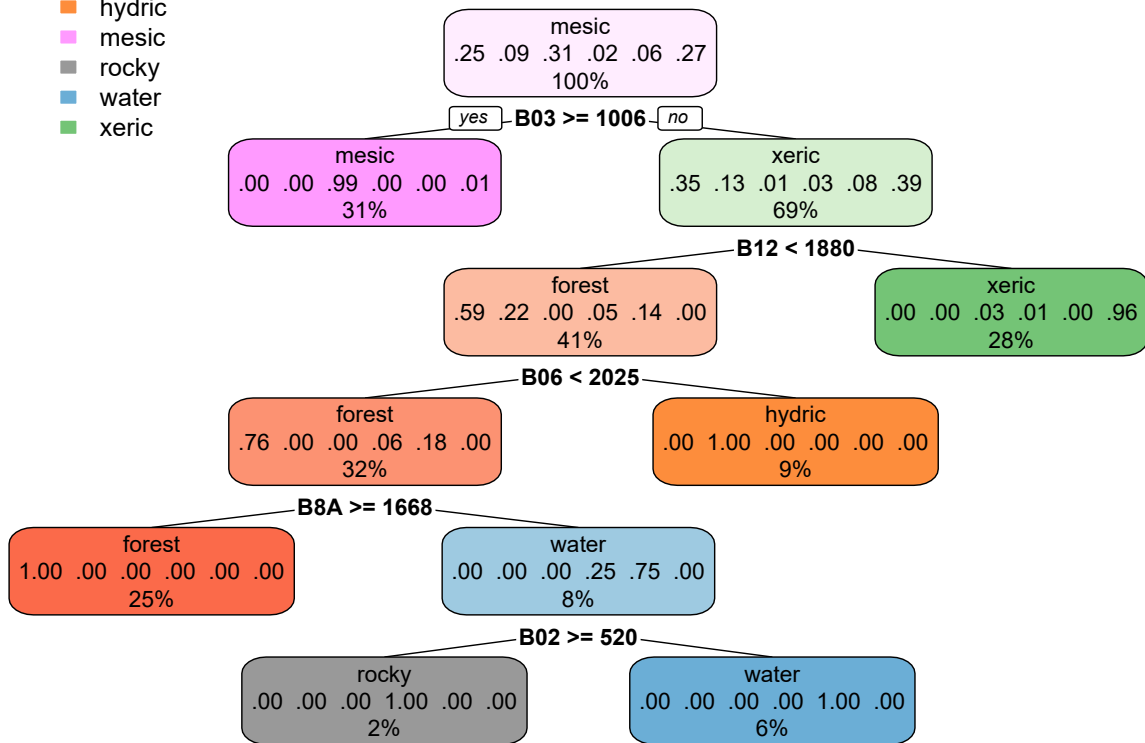 hydric
mesic
rocky
water
xeric
mesic
.25 .09 .31 .02 .06 .27
100%
yes B03 >= 1006 no
mesic
.00 .00 .99 .00 .00 .01
31%
xeric
.35 .13 .01 .03 .08 .39
69%
B12 < 1880
forest
.59 .22 .00 .05 .14 .00
41%
xeric
.00 .00 .03 .01 .00 .96
28%
B06 < 2025
forest
.76 .00 .00 .06 .18 .00
32%
hydric
.00 1.00 .00 .00 .00 .00
9%
B8A >= 1668
forest
1.00 .00 .00 .00 .00 .00
25%
water
.00 .00 .00 .25 .75 .00
8%
B02 >= 520
rocky
.00 .00 .00 1.00 .00 .00
2%
water
.00 .00 .00 .00 1.00 .00
6%